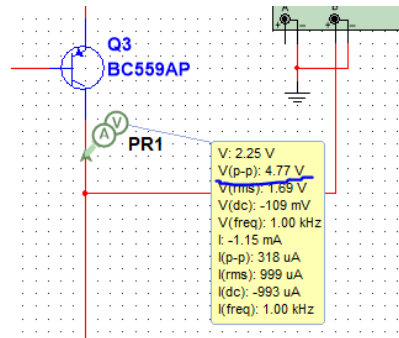 A
B
+
-
+
-
Q3
BC559AP
V
A
PR1
V: 2.25 V
V(p-p): 4.77 V
V(rms): 1.69 V
V(dc): -109 mV
V(freq): 1.00 kHz
I: -1.15 mA
I(p-p): 318 uA
I(rms): 999 uA
I(dc): -993 uA
I(freq): 1.00 kHz